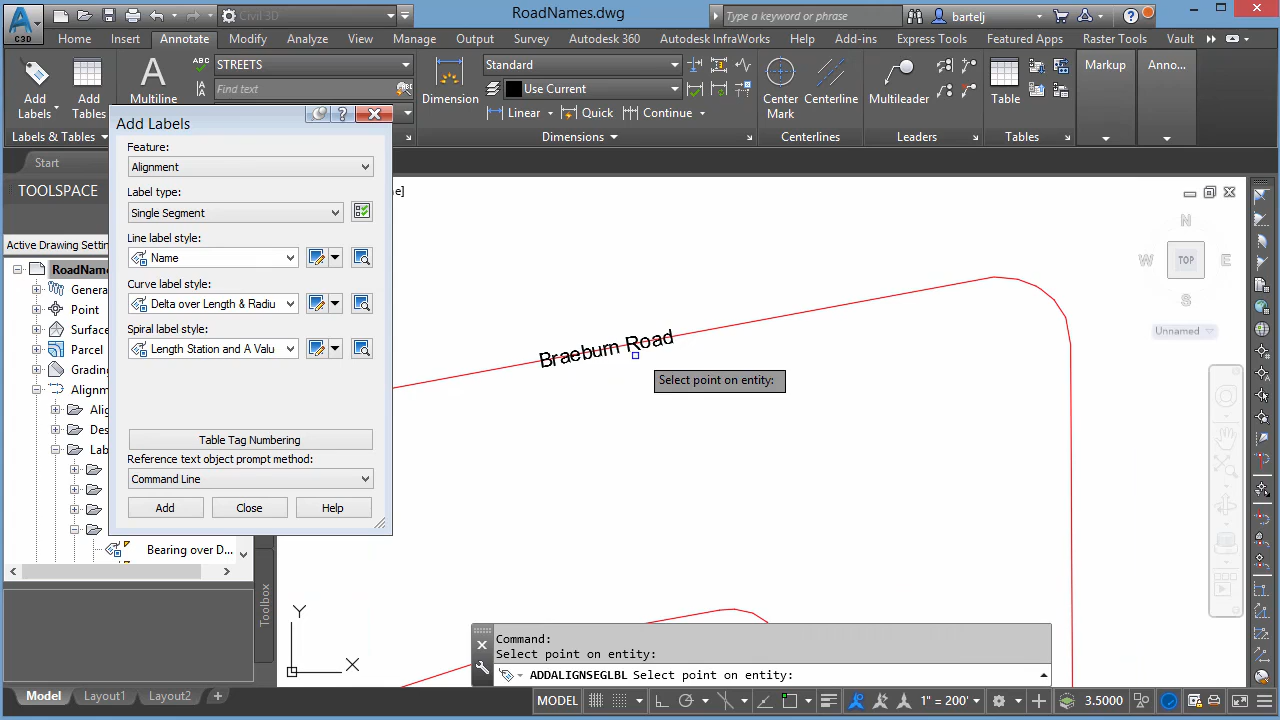 A
C3D
Civil 3D
RoadNames.dwg
Type a keyword or phrase
bartelj
Home
Insert
Annotate
Modify
Analyze
View
Manage
Output
Survey
Autodesk 360
Autodesk InfraWorks
Help
Add-ins
Express Tools
Featured Apps
Raster Tools
Vault
Add
Labels
Add
Tables
A
Multiline
ABC
STREETS
Find text
Dimension
Standard
Use Current
Linear
Quick
Continue
Center
Mark
Centerline
Multileader
Table
Markup
Anno...
Labels & Tables
Dimensions
Centerlines
Leaders
Tables
Start
TOOLSPACE
Active Drawing Setti
RoadNam
Genera
Point
Surface
Parcel
Grading
Alignm
Alig
Des
Lab
Bearing over D...
Toolbox
Add Labels
Feature:
Alignment
Label type:
Single Segment
Line label style:
Name
Curve label style:
Delta over Length & Radiu
Spiral label style:
Length Station and A Valu
Table Tag Numbering
Reference text object prompt method:
Command Line
Add
Close
Help
e]
N
W
TOP
E
S
Unnamed
Braeburn Road
Select point on entity:
Y
X
Command:
Select point on entity:
ADDALIGNSEGLBL Select point on entity:
Model
Layout1
Layout2
+
MODEL
1" = 200'
3.5000